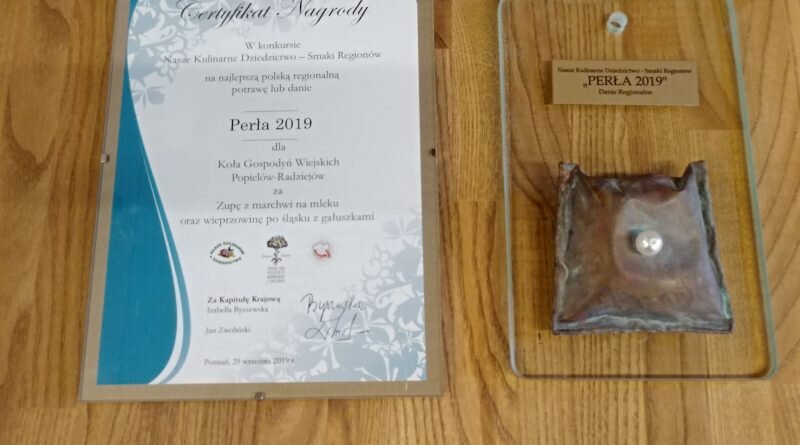 Certyfikat Nagrody
W konkursie
Nasze Kulinarne Dziedzictwo – Smaki Regionów
na najlepszą polską regionalną
potrawę lub danie
Perła 2019
dla
Koła Gospodyń Wiejskich
Popielów-Radziejów
za
Zupę z marchwi na mleku
oraz wieprzowinę po śląsku z gałuszkami
Za Kapitułę Krajową
Izabella Byszewska
Jan Zwoliński
Poznań, 29 września 2019 r.
Nasze Kulinarne Dziedzictwo - Smaki Regionów
„PERŁA 2019"
Danie Regionalne